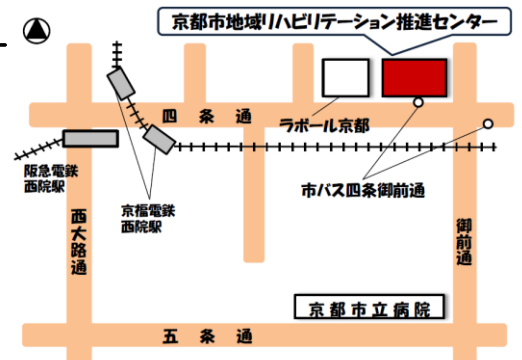 京都市地域リハビリテーション推進センター
四条通
ラボール京都
阪急電鉄
西院駅
京福電鉄
西院駅
市バス四条御前通
西大路通
御前通
京都市立病院
五条通